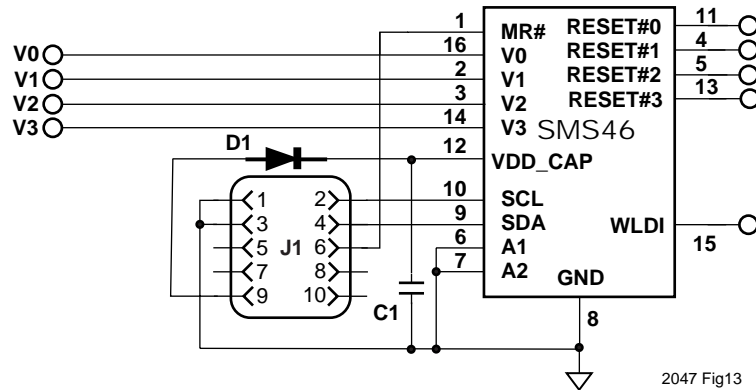 1 MR# RESET#0 11
V0 16 V0 RESET#1 4
V1 2 V1 RESET#2 5
V2 3 V2 RESET#3 13
V3 14 V3 SMS46
D1 12 VDD_CAP
1 2 10 SCL
3 4 9 SDA WLDI 15
5 J1 6 6 A1
7 8 7 A2
9 10 C1 GND
8
2047 Fig13